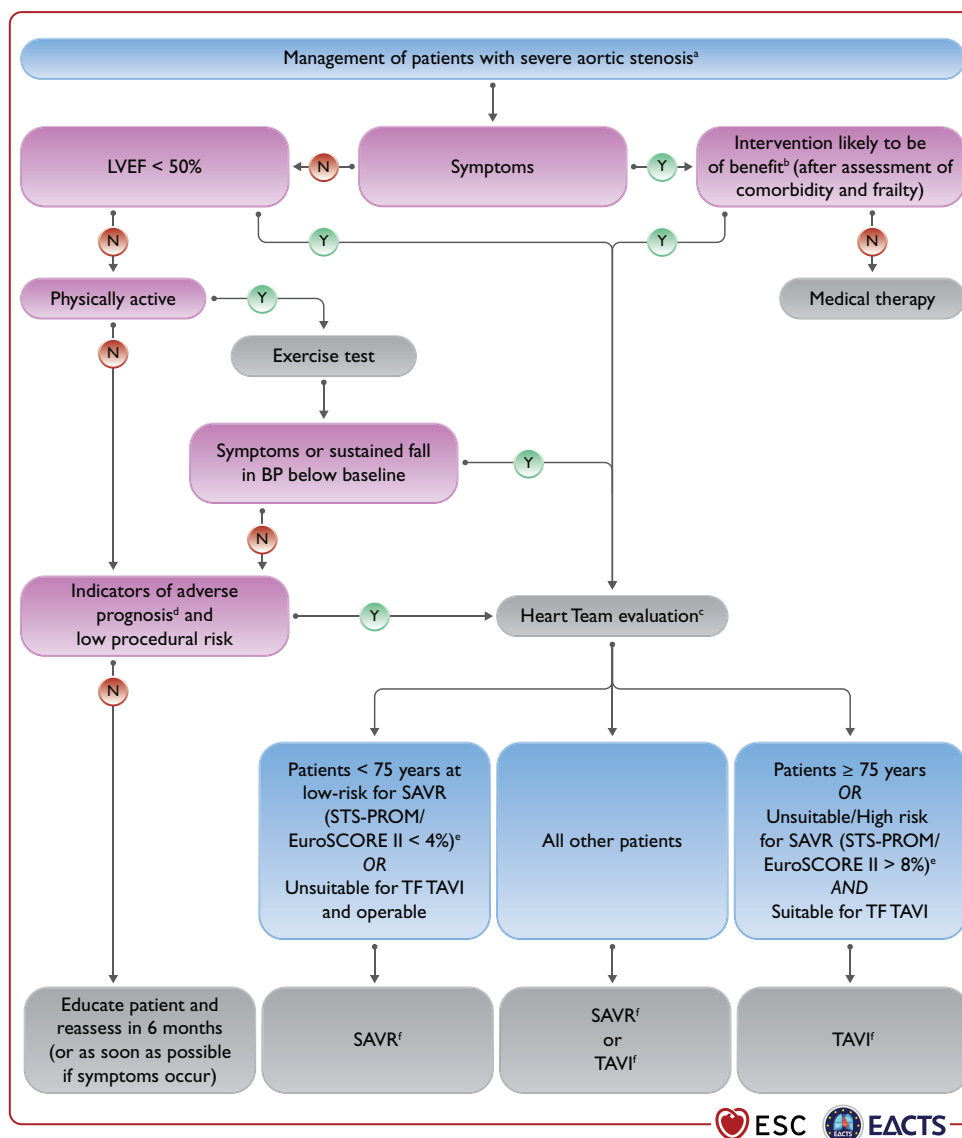 Management of patients with severe aortic stenosisᵃ
LVEF < 50%
N
Symptoms
Y
Intervention likely to be
of benefitᵇ (after assessment of
comorbidity and frailty)
N
Y
Y
N
Physically active
Y
Medical therapy
N
Exercise test
Symptoms or sustained fall
in BP below baseline
Y
N
Indicators of adverse
prognosisᵈ and
low procedural risk
Y
Heart Team evaluationᶜ
N
Patients < 75 years at
low-risk for SAVR
(STS-PROM/
EuroSCORE II < 4%)ᵉ
OR
Unsuitable for TF TAVI
and operable
All other patients
Patients ≥ 75 years
OR
Unsuitable/High risk
for SAVR (STS-PROM/
EuroSCORE II > 8%)ᵉ
AND
Suitable for TF TAVI
Educate patient and
reassess in 6 months
(or as soon as possible
if symptoms occur)
SAVRᶠ
SAVRᶠ
or
TAVIᶠ
TAVIᶠ
ESC
EACTS
EACTS